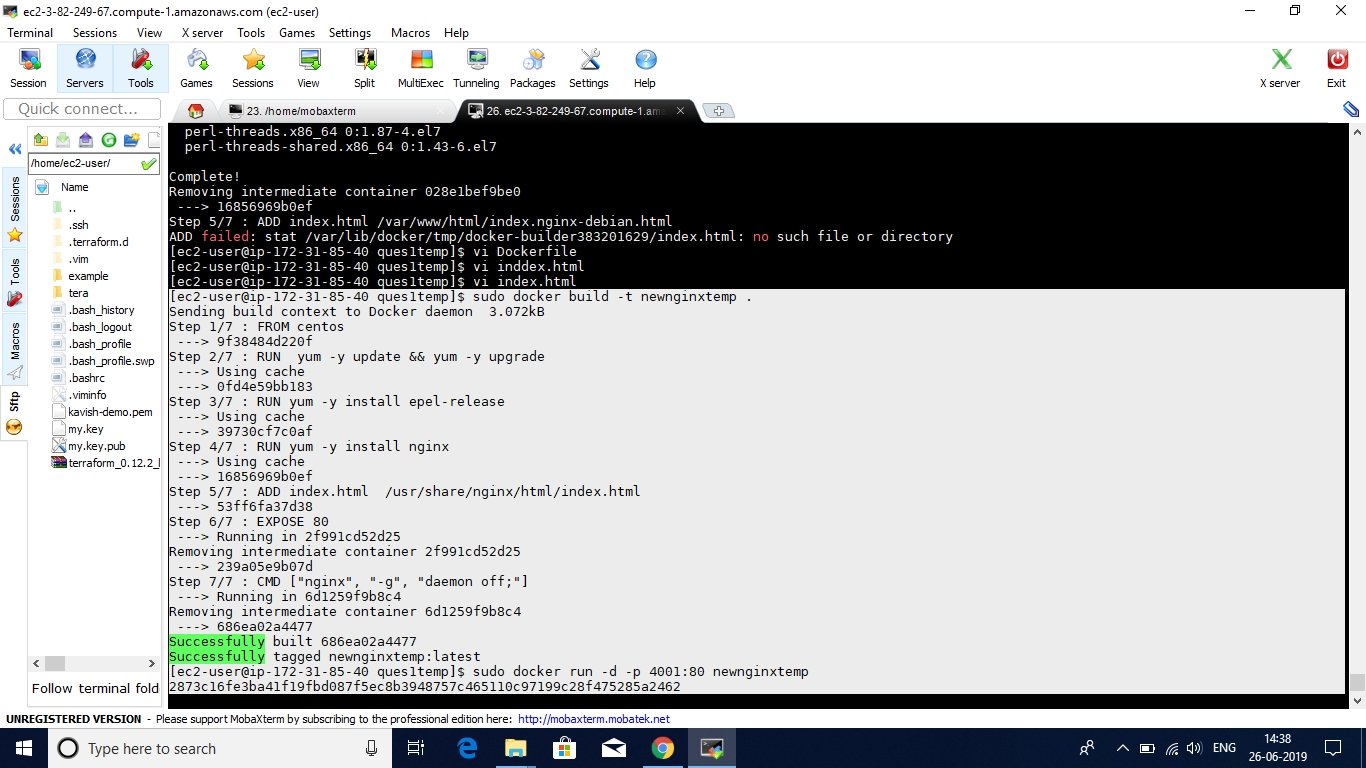 ec2-3-82-249-67.compute-1.amazonaws.com (ec2-user)
Terminal Sessions View X server Tools Games Settings Macros Help
Session Servers Tools Games Sessions View Split MultiExec Tunneling Packages Settings Help X server Exit
Quick connect...
23. /home/mobaxterm
26. ec2-3-82-249-67.compute-1.ama
/home/ec2-user/
Name
..
.ssh
.terraform.d
.vim
example
tera
.bash_history
.bash_logout
.bash_profile
.bash_profile.swp
.bashrc
.viminfo
kavish-demo.pem
my.key
my.key.pub
terraform_0.12.2_l
Follow terminal fold
Sessions
Tools
Macros
Sftp
perl-threads.x86_64 0:1.87-4.el7
perl-threads-shared.x86_64 0:1.43-6.el7
Complete!
Removing intermediate container 028e1bef9be0
---> 16856969b0ef
Step 5/7 : ADD index.html /var/www/html/index.nginx-debian.html
ADD failed: stat /var/lib/docker/tmp/docker-builder383201629/index.html: no such file or directory
[ec2-user@ip-172-31-85-40 ques1temp]$ vi Dockerfile
[ec2-user@ip-172-31-85-40 ques1temp]$ vi inddex.html
[ec2-user@ip-172-31-85-40 ques1temp]$ vi index.html
[ec2-user@ip-172-31-85-40 ques1temp]$ sudo docker build -t newnginxtemp .
Sending build context to Docker daemon  3.072kB
Step 1/7 : FROM centos
---> 9f38484d220f
Step 2/7 : RUN  yum -y update && yum -y upgrade
---> Using cache
---> 0fd4e59bb183
Step 3/7 : RUN yum -y install epel-release
---> Using cache
---> 39730cf7c0af
Step 4/7 : RUN yum -y install nginx
---> Using cache
---> 16856969b0ef
Step 5/7 : ADD index.html  /usr/share/nginx/html/index.html
---> 53ff6fa37d38
Step 6/7 : EXPOSE 80
---> Running in 2f991cd52d25
Removing intermediate container 2f991cd52d25
---> 239a05e9b07d
Step 7/7 : CMD ["nginx", "-g", "daemon off;"]
---> Running in 6d1259f9b8c4
Removing intermediate container 6d1259f9b8c4
---> 686ea02a4477
Successfully built 686ea02a4477
Successfully tagged newnginxtemp:latest
[ec2-user@ip-172-31-85-40 ques1temp]$ sudo docker run -d -p 4001:80 newnginxtemp
2873c16fe3ba41f19fbd087f5ec8b3948757c465110c97199c28f475285a2462
UNREGISTERED VERSION - Please support MobaXterm by subscribing to the professional edition here: http://mobaxterm.mobatek.net
Type here to search
ENG
14:38
26-06-2019